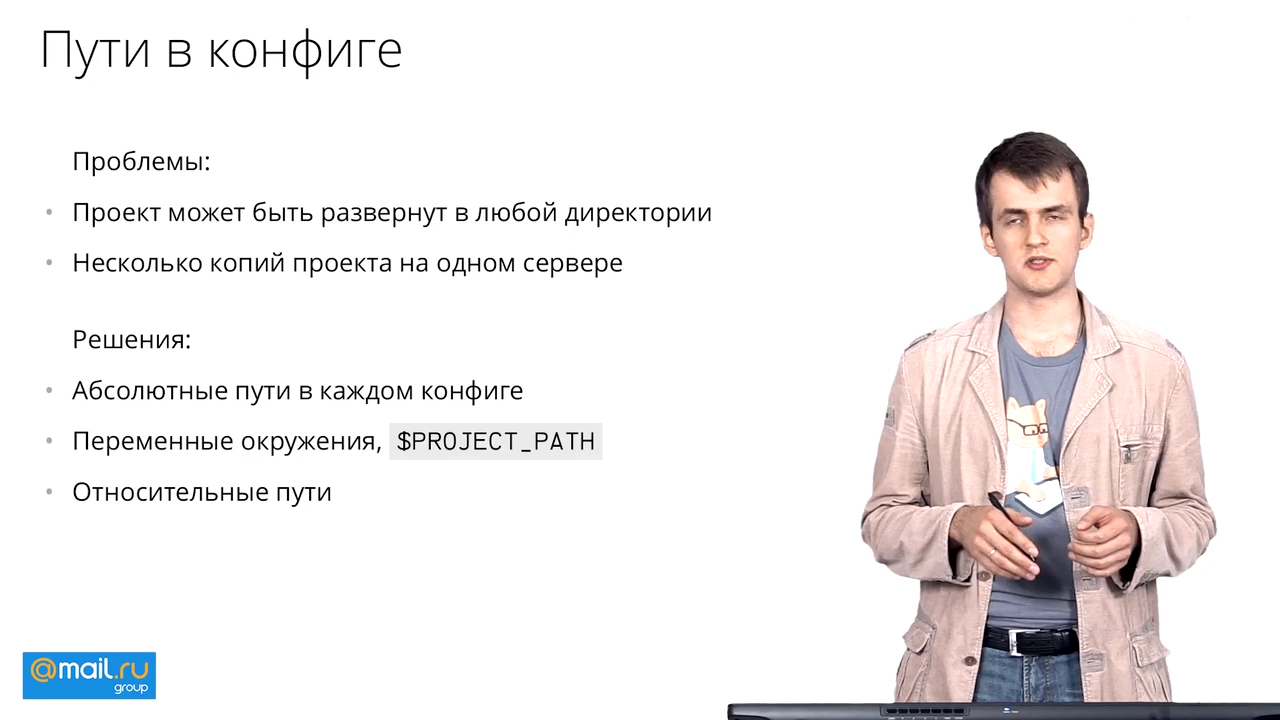 Пути в конфиге
Проблемы:
• Проект может быть развернут в любой директории
• Несколько копий проекта на одном сервере
Решения:
• Абсолютные пути в каждом конфиге
• Переменные окружения, $PROJECT_PATH
• Относительные пути
@mail.ru
group